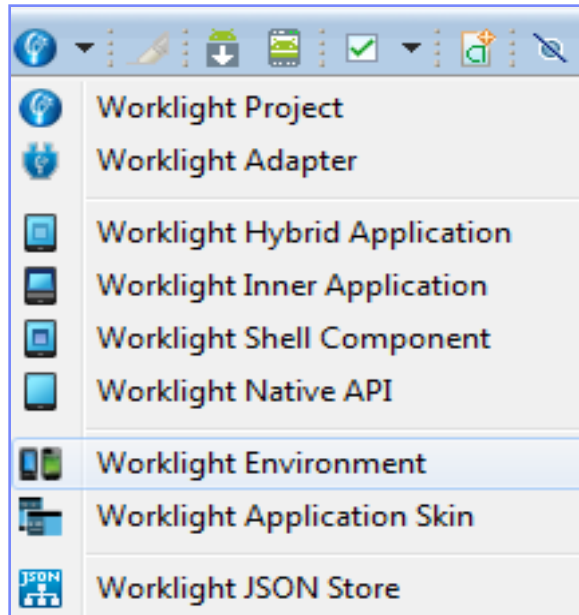 Worklight Project
Worklight Adapter
Worklight Hybrid Application
Worklight Inner Application
Worklight Shell Component
Worklight Native API
Worklight Environment
Worklight Application Skin
JSON
Worklight JSON Store